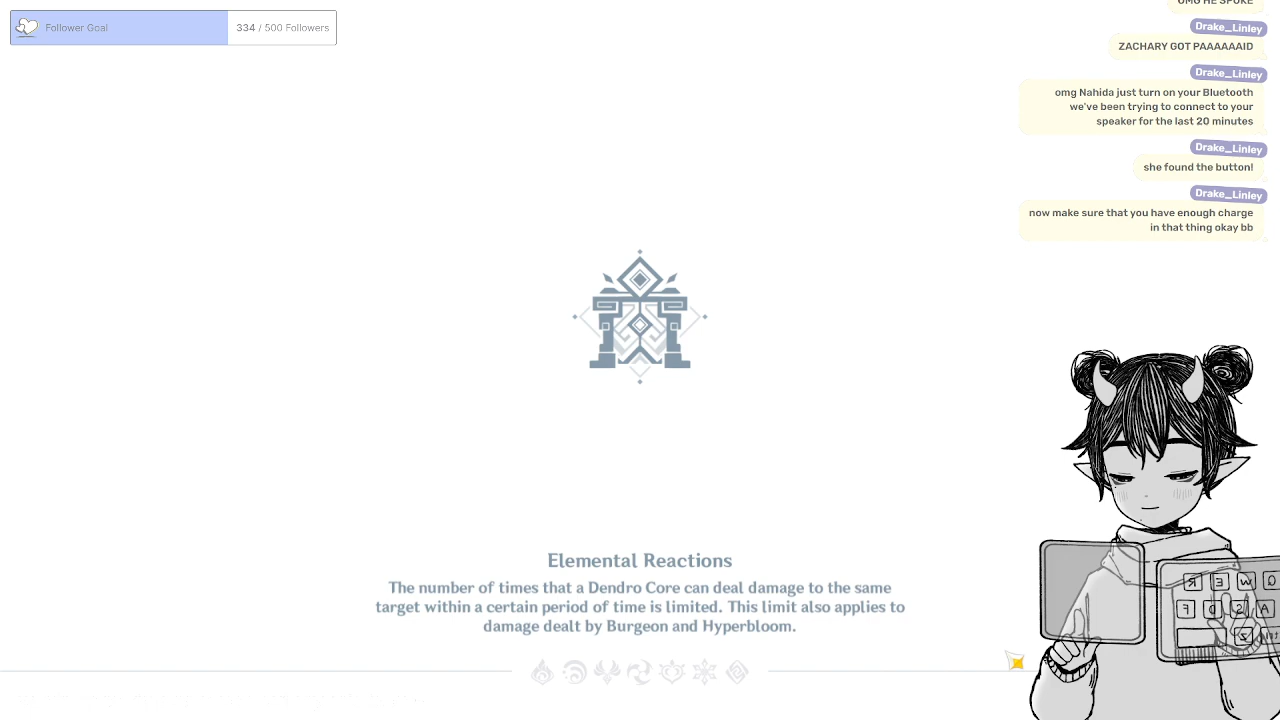 Follower Goal
334 / 500 Followers
OMG HE SPOKE
Drake_Linley
ZACHARY GOT PAAAAAAID
Drake_Linley
omg Nahida just turn on your Bluetooth
we've been trying to connect to your
speaker for the last 20 minutes
Drake_Linley
she found the button!
Drake_Linley
now make sure that you have enough charge
in that thing okay bb
Elemental Reactions
The number of times that a Dendro Core can deal damage to the same
target within a certain period of time is limited. This limit also applies to
damage dealt by Burgeon and Hyperbloom.